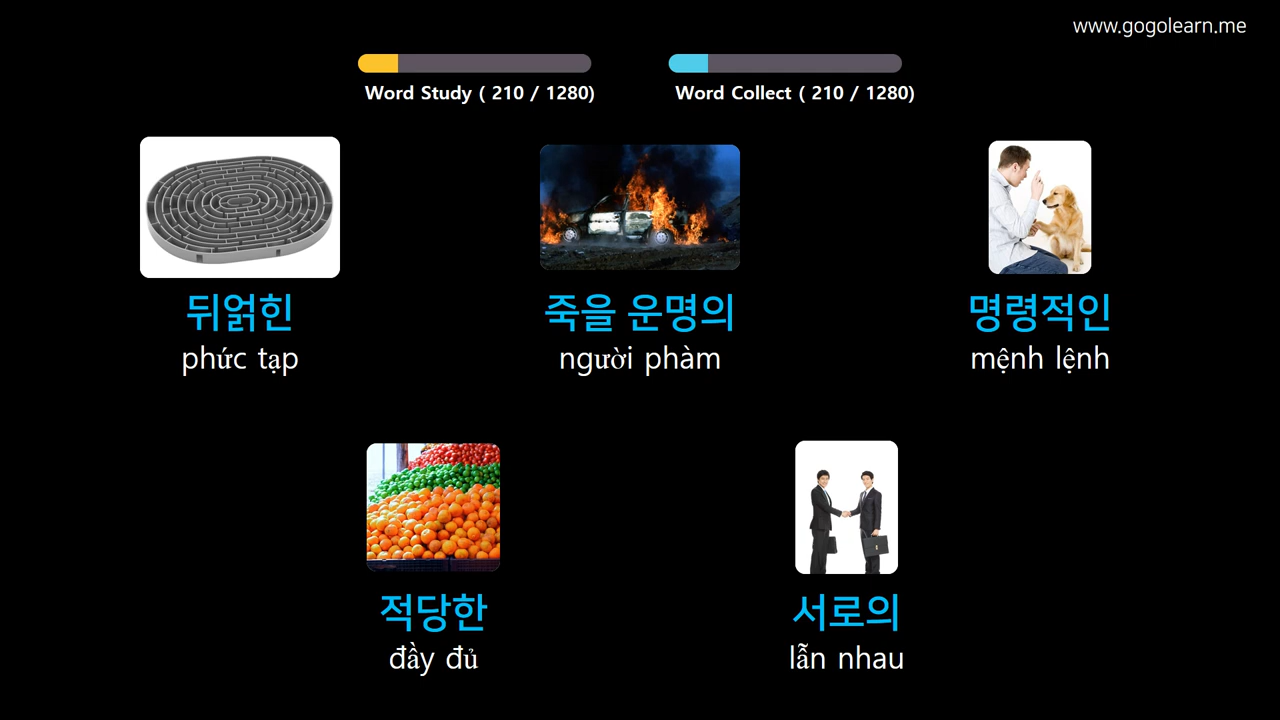 www.gogolearn.me
Word Study ( 210 / 1280)
Word Collect ( 210 / 1280)
뒤얽힌
phức tạp
죽을 운명의
người phàm
명령적인
mệnh lệnh
적당한
đầy đủ
서로의
lẫn nhau